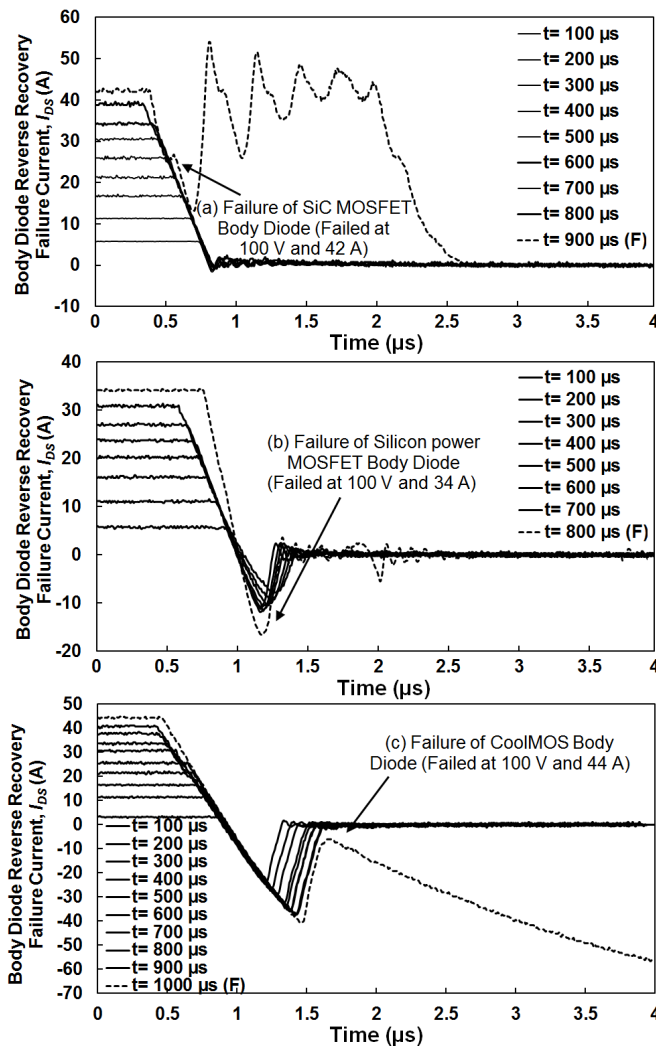 Body Diode Reverse Recovery
Failure Current, IDS (A)
60
50
40
30
20
10
0
-10
t= 100 µs
t= 200 µs
t= 300 µs
t= 400 µs
t= 500 µs
t= 600 µs
t= 700 µs
t= 800 µs
t= 900 µs (F)
(a) Failure of SiC MOSFET
Body Diode (Failed at
100 V and 42 A)
0 0.5 1 1.5 2 2.5 3 3.5 4
Time (µs)
Body Diode Reverse Recovery
Failure Current, IDS (A)
40
30
20
10
0
-10
-20
t= 100 µs
t= 200 µs
t= 300 µs
t= 400 µs
t= 500 µs
t= 600 µs
t= 700 µs
t= 800 µs (F)
(b) Failure of Silicon power
MOSFET Body Diode
(Failed at 100 V and 34 A)
0 0.5 1 1.5 2 2.5 3 3.5 4
Time (µs)
Body Diode Reverse Recovery
Failure Current, IDS (A)
50
40
30
20
10
0
-10
-20
-30
-40
-50
-60
-70
(c) Failure of CoolMOS Body
Diode (Failed at 100 V and 44 A)
t= 100 µs
t= 200 µs
t= 300 µs
t= 400 µs
t= 500 µs
t= 600 µs
t= 700 µs
t= 800 µs
t= 900 µs
t= 1000 µs (F)
0 0.5 1 1.5 2 2.5 3 3.5 4
Time (µs)